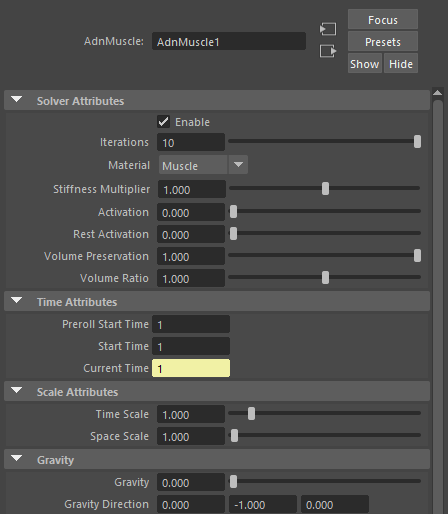 Focus
AdnMuscle: AdnMuscle1
Presets
Show Hide
Solver Attributes
Enable
Iterations 10
Material Muscle
Stiffness Multiplier 1.000
Activation 0.000
Rest Activation 0.000
Volume Preservation 1.000
Volume Ratio 1.000
Time Attributes
Preroll Start Time 1
Start Time 1
Current Time 1
Scale Attributes
Time Scale 1.000
Space Scale 1.000
Gravity
Gravity 0.000
Gravity Direction 0.000 -1.000 0.000